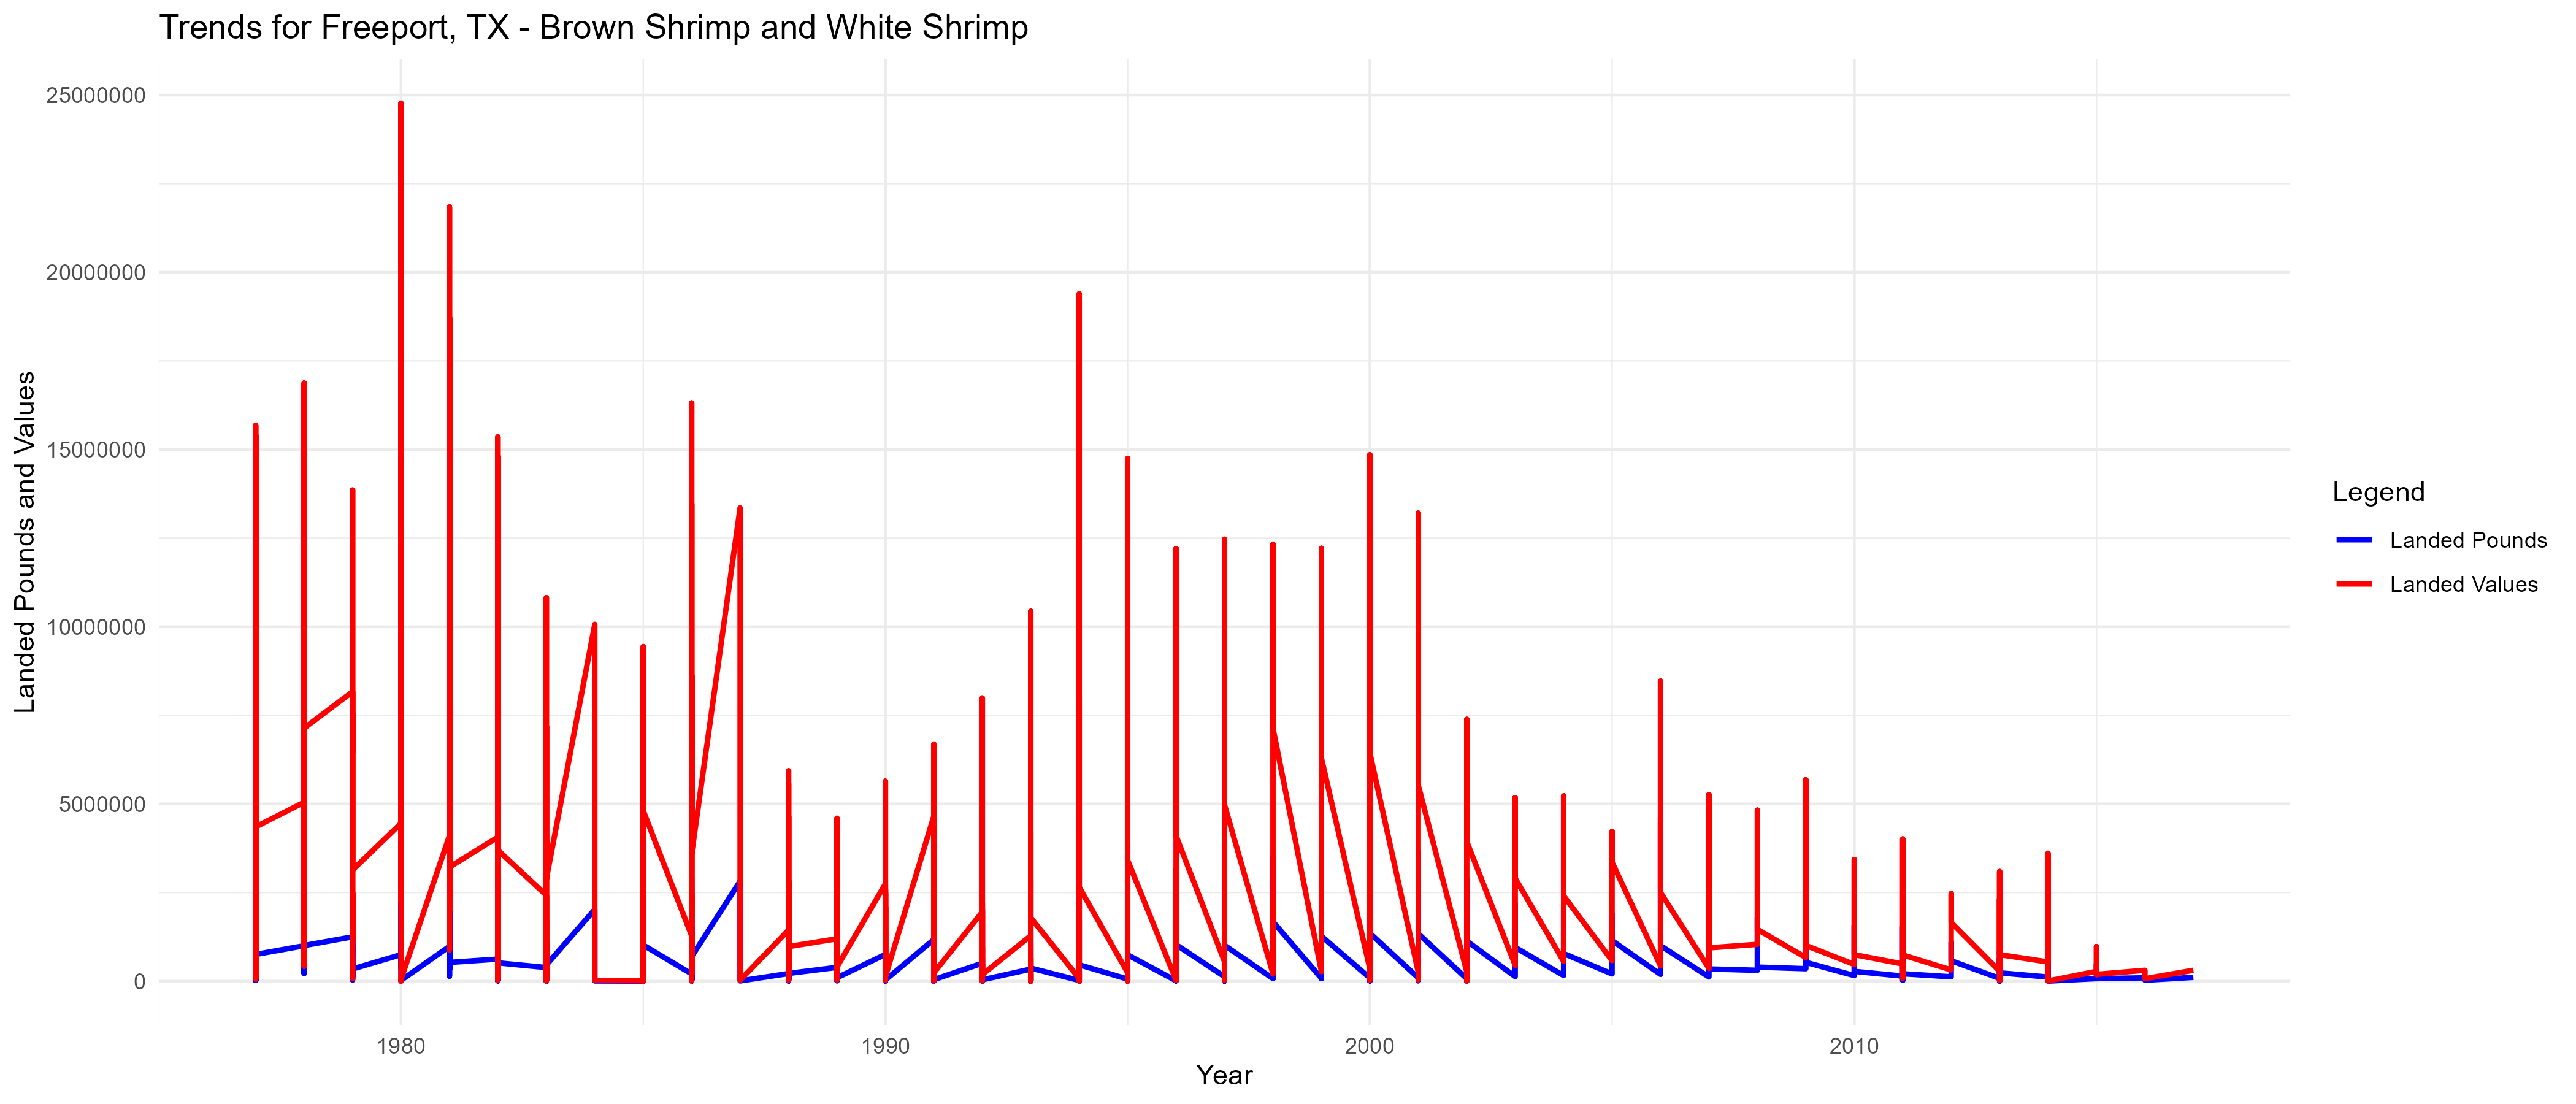 Trends for Freeport, TX - Brown Shrimp and White Shrimp
Landed Pounds and Values
25000000
20000000
15000000
10000000
5000000
0
1980
1990
2000
2010
Year
Legend
Landed Pounds
Landed Values